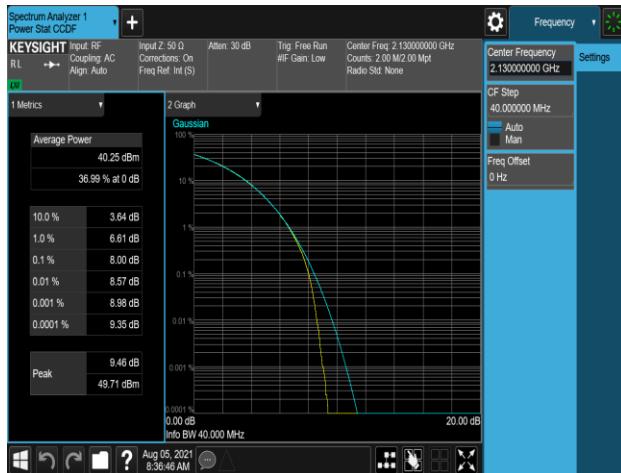 Spectrum Analyzer 1
Power Stat CCDF
Frequency
KEYSIGHT
RL
Input: RF
Coupling: AC
Align: Auto
Input Z: 50 Ω
Corrections: On
Freq Ref: Int (S)
Atten: 30 dB
Trig: Free Run
#IF Gain: Low
Center Freq: 2.130000000 GHz
Counts: 2.00 M/2.00 Mpt
Radio Std: None
Center Frequency
2.130000000 GHz
Settings
CF Step
40.000000 MHz
Auto
Man
Freq Offset
0 Hz
1 Metrics
Average Power
40.25 dBm
36.99 % at 0 dB
10.0 % 3.64 dB
1.0 % 6.61 dB
0.1 % 8.00 dB
0.01 % 8.57 dB
0.001 % 8.98 dB
0.0001 % 9.35 dB
Peak
9.46 dB
49.71 dBm
2 Graph
Gaussian
100 %
10 %
1 %
0.1 %
0.01 %
0.001 %
0.0001 %
0.00 dB 20.00 dB
Info BW 40.000 MHz
?
Aug 05, 2021
8:36:46 AM